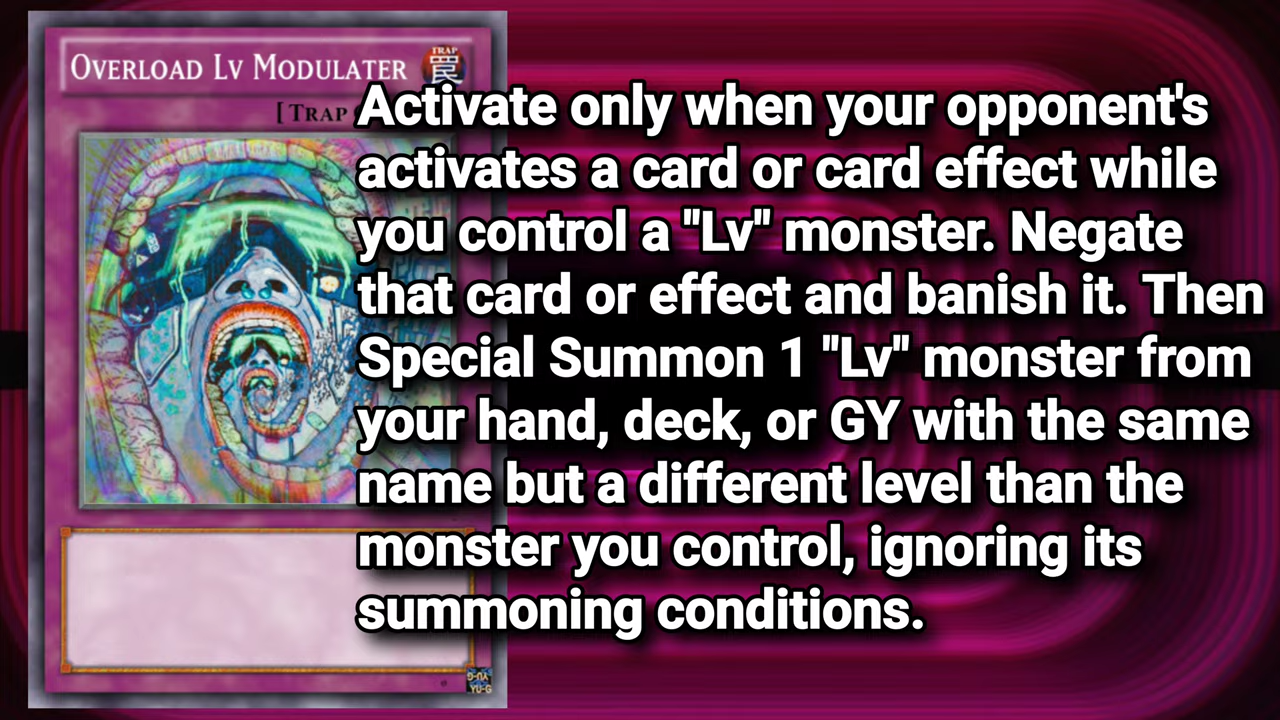 OVERLOAD LV MODULATER
TRAP
罠
[ TRAP
Activate only when your opponent's
activates a card or card effect while
you control a "Lv" monster. Negate
that card or effect and banish it. Then
Special Summon 1 "Lv" monster from
your hand, deck, or GY with the same
name but a different level than the
monster you control, ignoring its
summoning conditions.